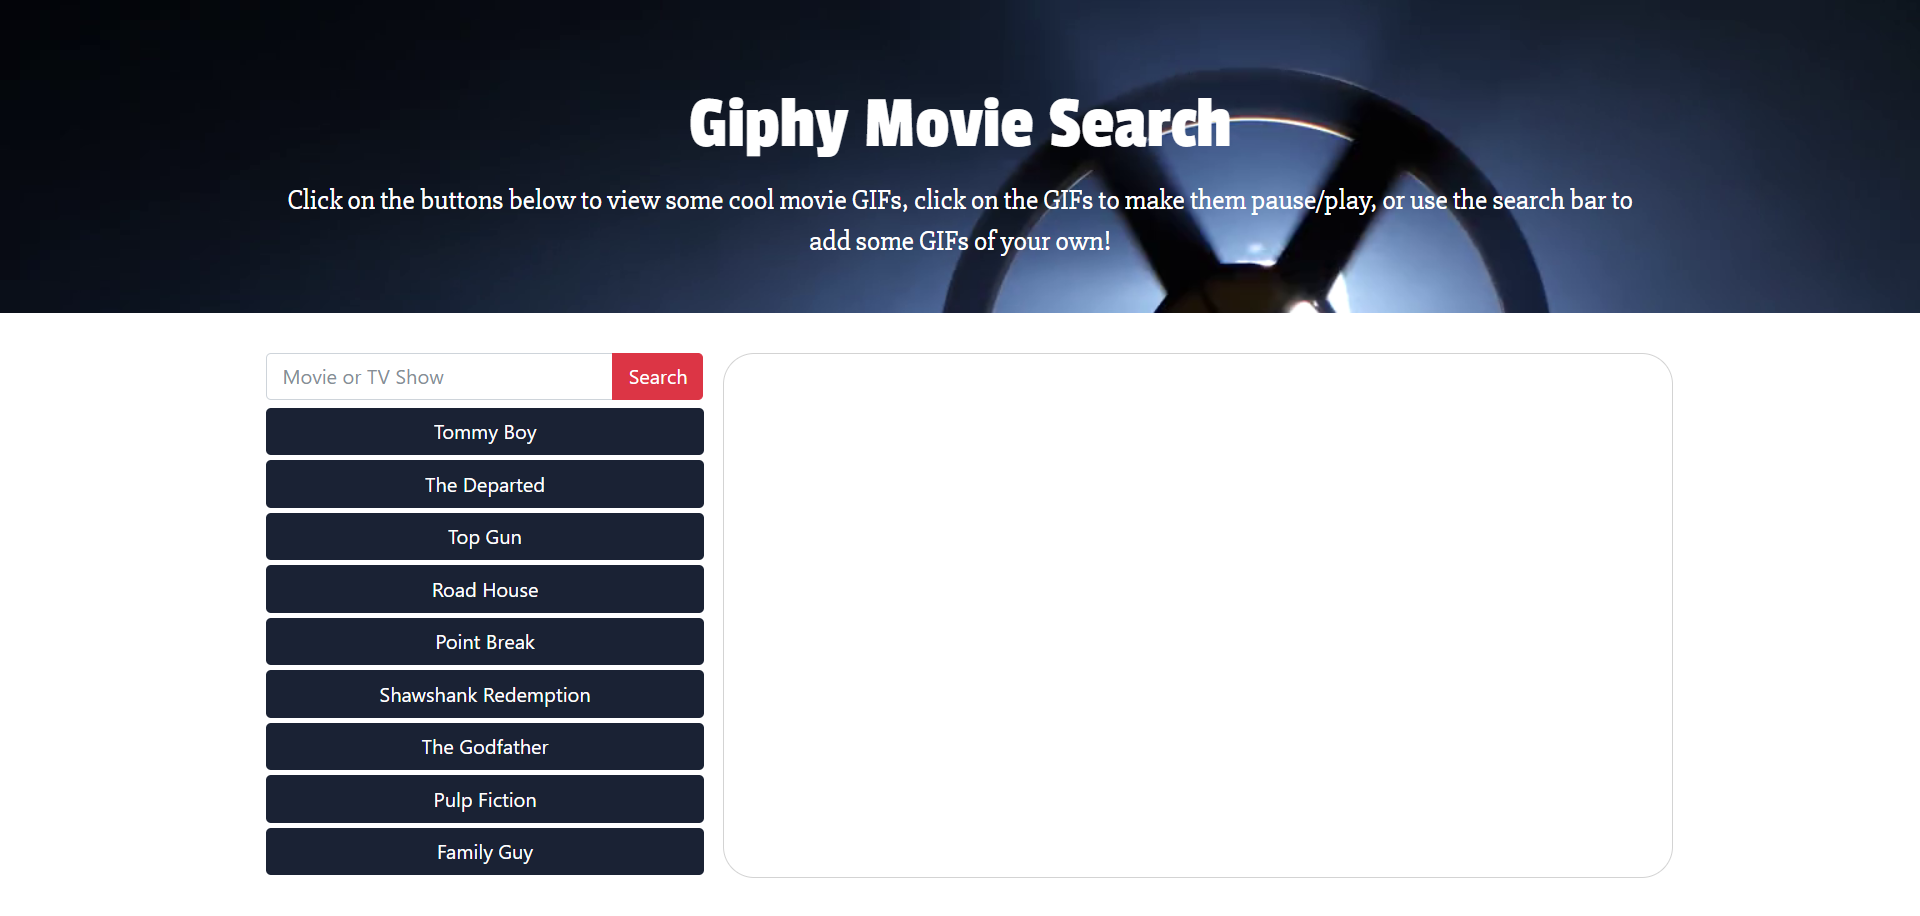 Giphy Movie Search
Click on the buttons below to view some cool movie GIFs, click on the GIFs to make them pause/play, or use the search bar to
add some GIFs of your own!
Movie or TV Show
Search
Tommy Boy
The Departed
Top Gun
Road House
Point Break
Shawshank Redemption
The Godfather
Pulp Fiction
Family Guy